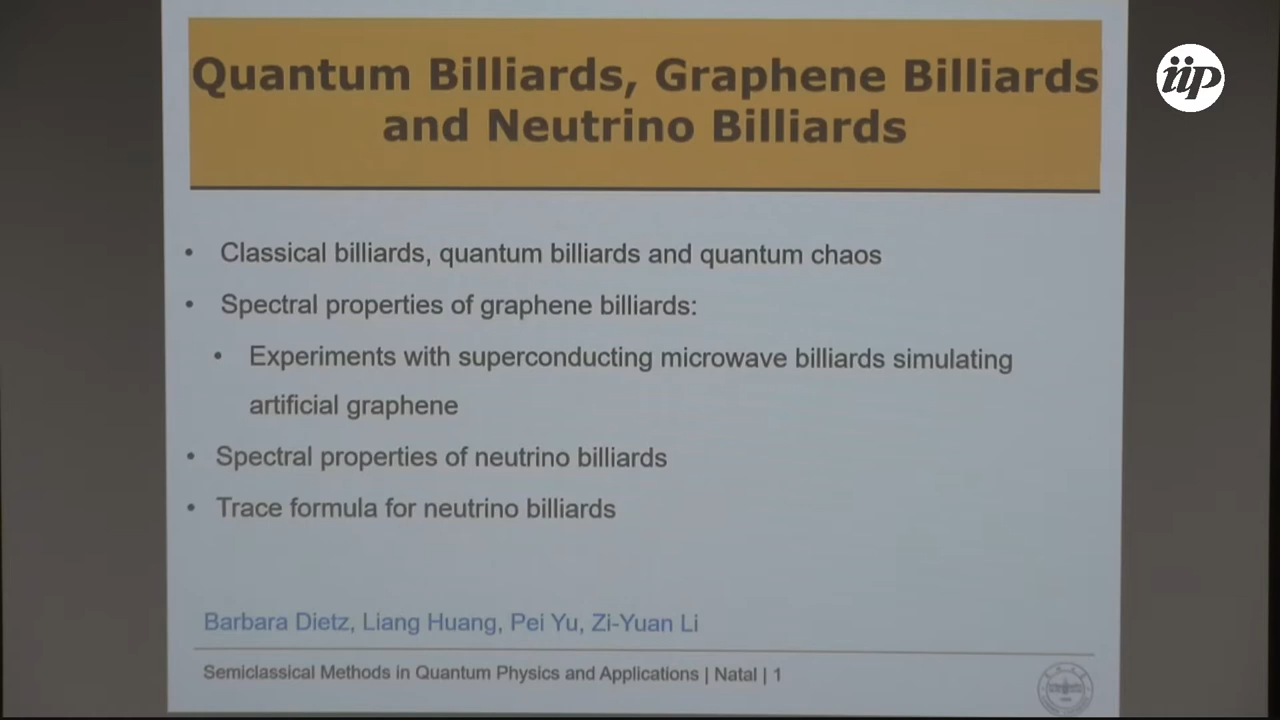 iip
Quantum Billiards, Graphene Billiards
and Neutrino Billiards
• Classical billiards, quantum billiards and quantum chaos
• Spectral properties of graphene billiards:
• Experiments with superconducting microwave billiards simulating
artificial graphene
• Spectral properties of neutrino billiards
• Trace formula for neutrino billiards
Barbara Dietz, Liang Huang, Pei Yu, Zi-Yuan Li
Semiclassical Methods in Quantum Physics and Applications | Natal | 1